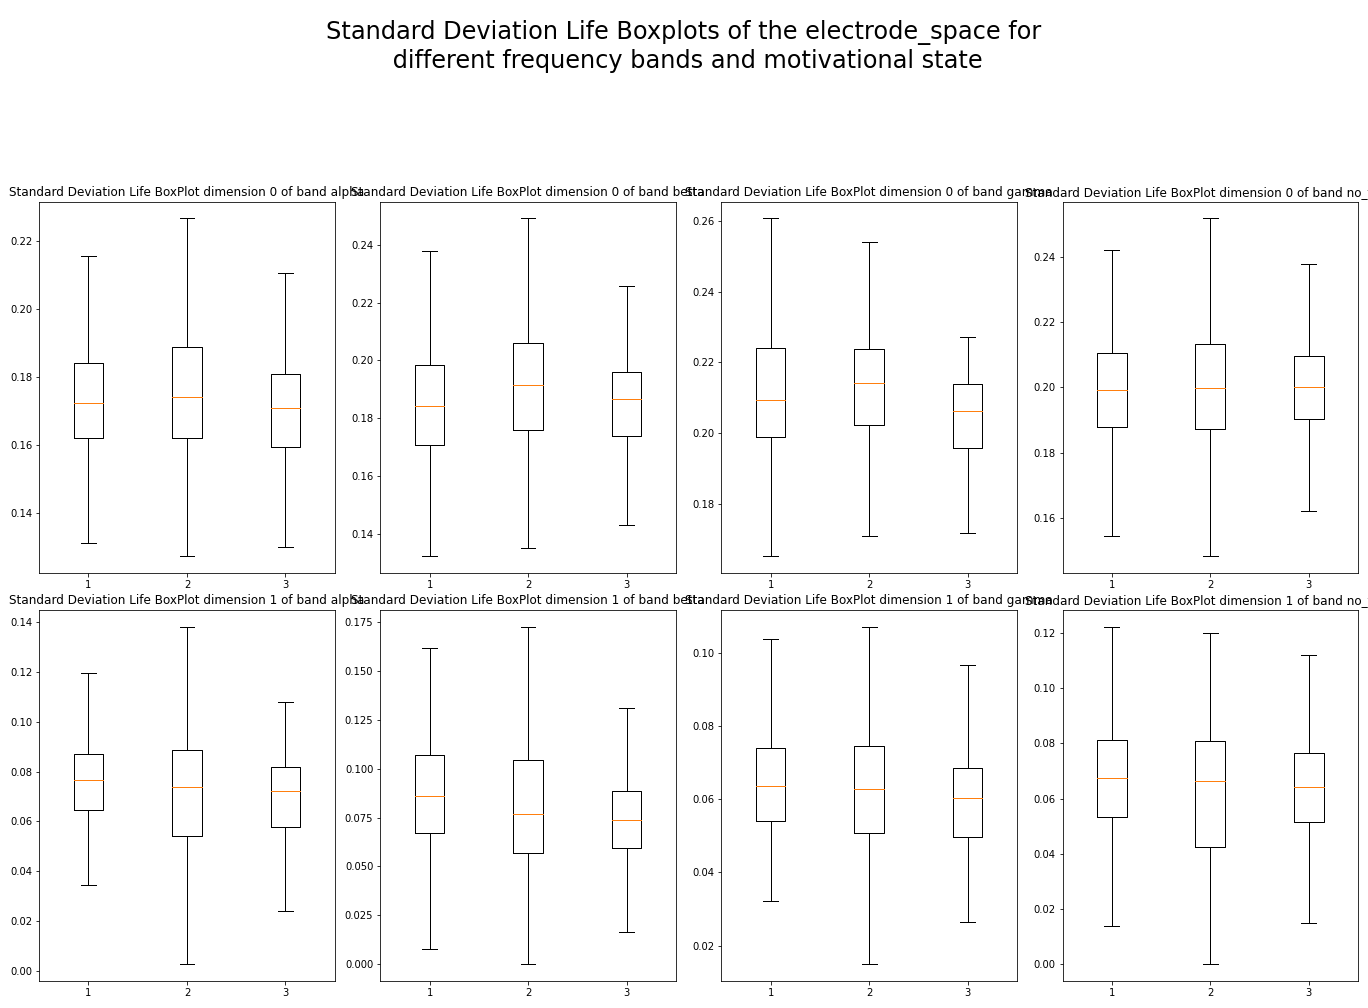 Standard Deviation Life Boxplots of the electrode_space for
different frequency bands and motivational state
Standard Deviation Life BoxPlot dimension 0 of band alpha
0.22
0.20
0.18
0.16
0.14
1 2 3
Standard Deviation Life BoxPlot dimension 0 of band betta
0.24
0.22
0.20
0.18
0.16
0.14
1 2 3
Standard Deviation Life BoxPlot dimension 0 of band gamma
0.26
0.24
0.22
0.20
0.18
1 2 3
Standard Deviation Life BoxPlot dimension 0 of band no_
0.24
0.22
0.20
0.18
0.16
1 2 3
Standard Deviation Life BoxPlot dimension 1 of band alpha
0.14
0.12
0.10
0.08
0.06
0.04
0.02
0.00
1 2 3
Standard Deviation Life BoxPlot dimension 1 of band betta
0.175
0.150
0.125
0.100
0.075
0.050
0.025
0.000
1 2 3
Standard Deviation Life BoxPlot dimension 1 of band gamma
0.10
0.08
0.06
0.04
0.02
1 2 3
Standard Deviation Life BoxPlot dimension 1 of band no_
0.12
0.10
0.08
0.06
0.04
0.02
0.00
1 2 3